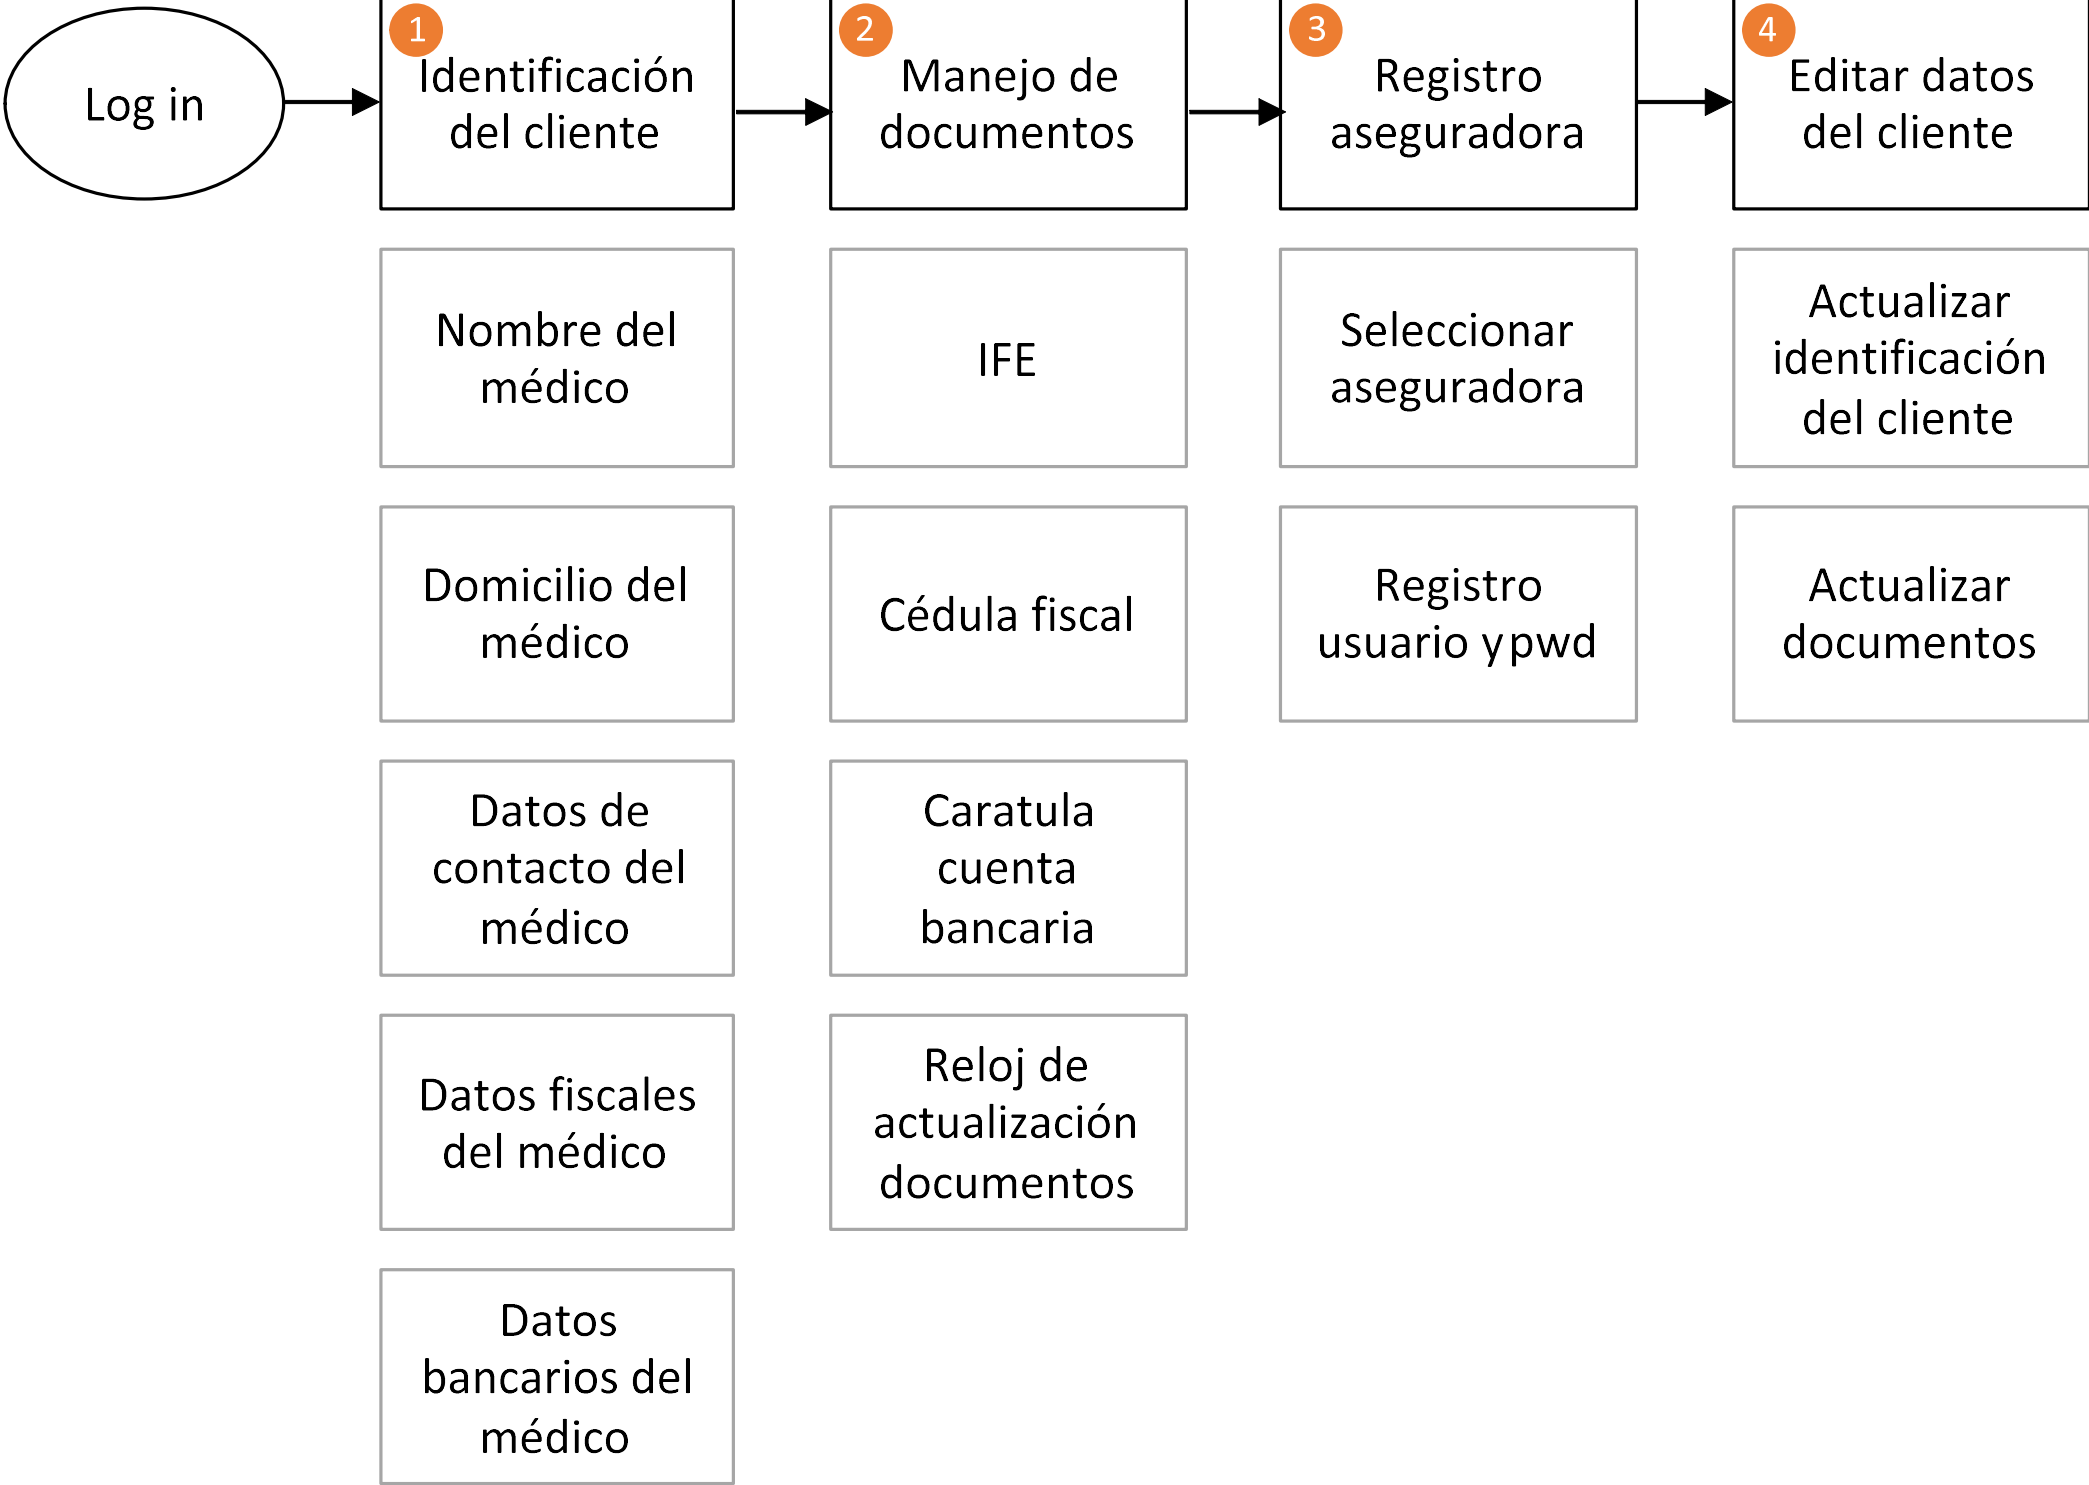 Log in
1
Identificación
del cliente
2
Manejo de
documentos
3
Registro
aseguradora
4
Editar datos
del cliente
Nombre del
médico
IFE
Seleccionar
aseguradora
Actualizar
identificación
del cliente
Domicilio del
médico
Cédula fiscal
Registro
usuario y pwd
Actualizar
documentos
Datos de
contacto del
médico
Caratula
cuenta
bancaria
Datos fiscales
del médico
Reloj de
actualización
documentos
Datos
bancarios del
médico